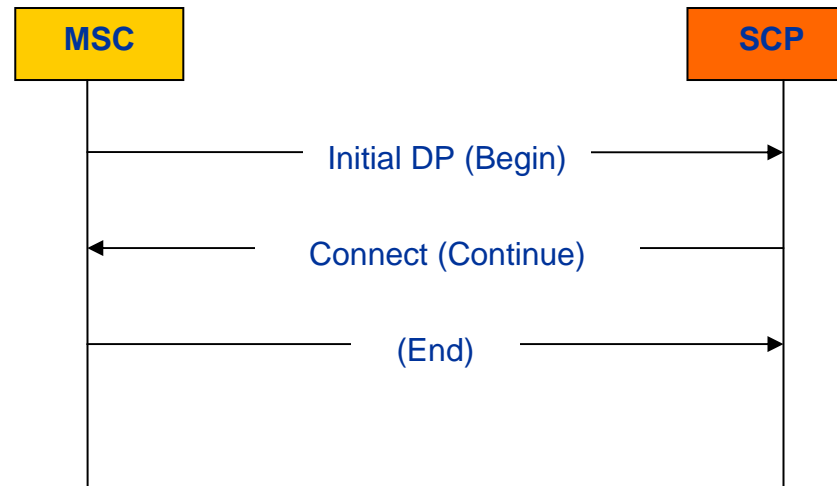 MSC
SCP
Initial DP (Begin)
Connect (Continue)
(End)